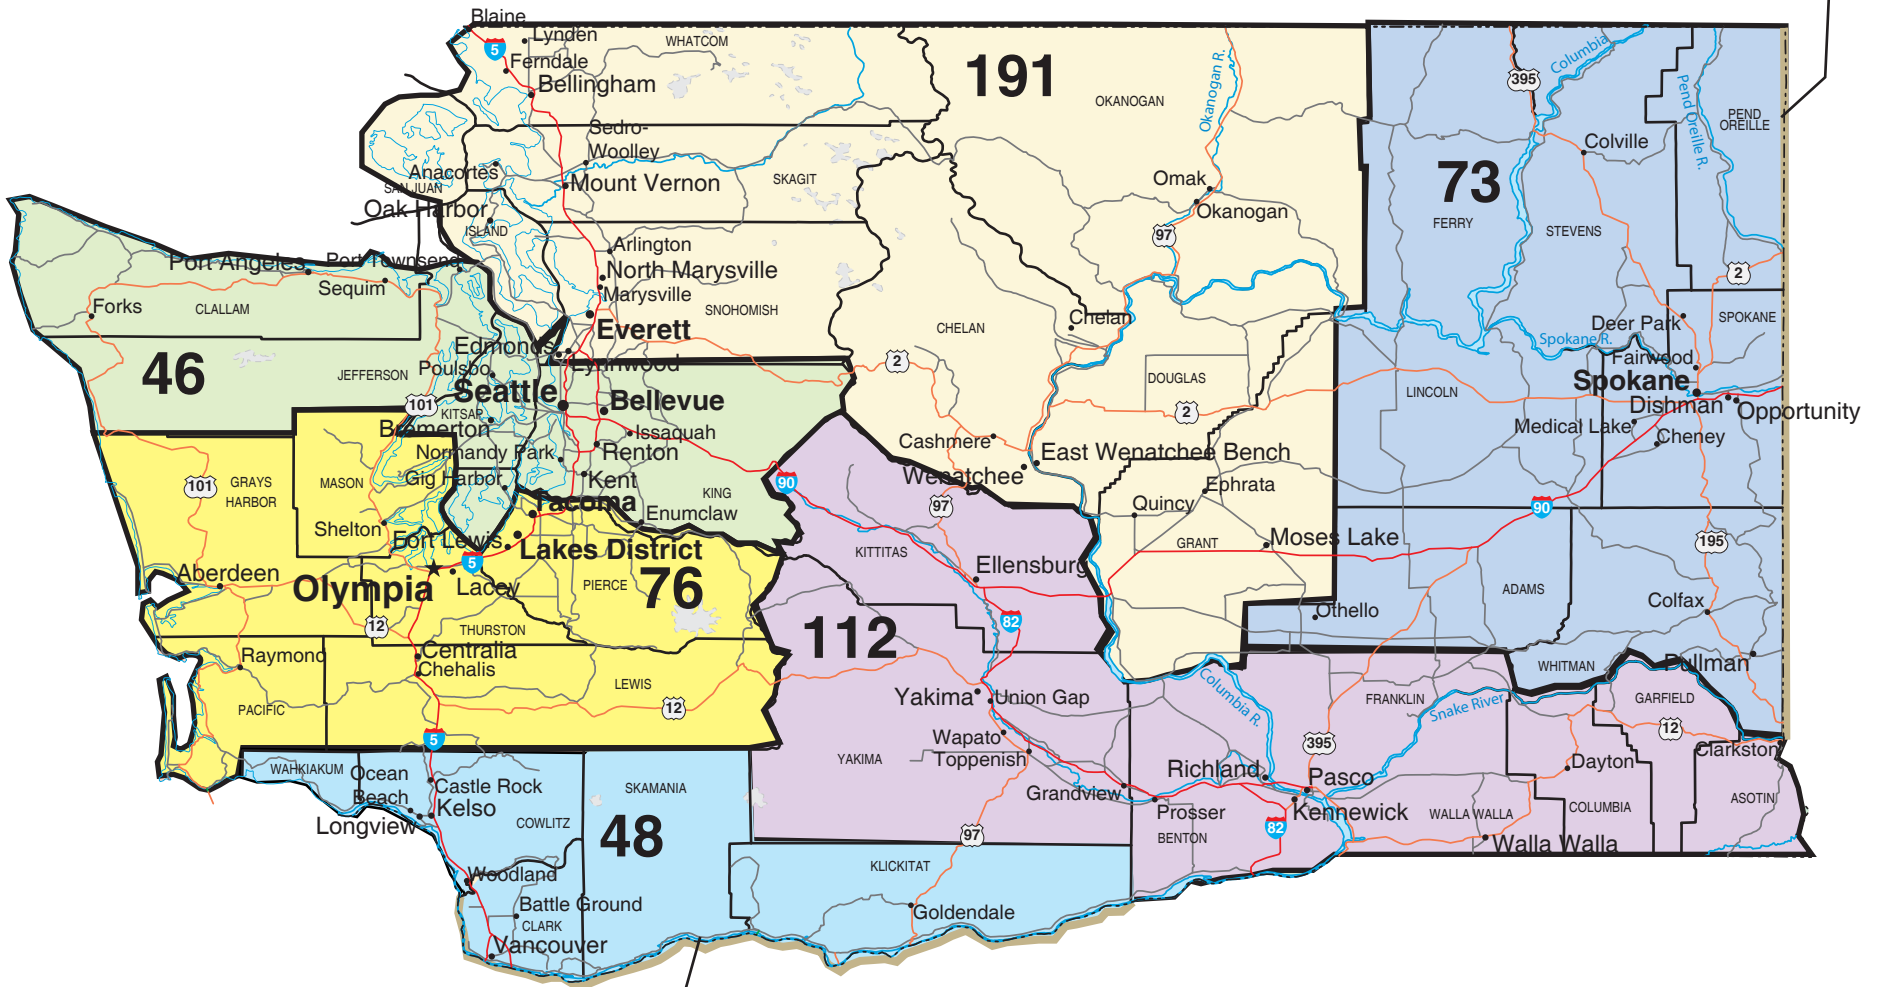 Blaine
5
Lynden
WHATCOM
Ferndale
Bellingham
191
OKANOGAN
Okanogan R.
395
Columbia
Pend Oreille R.
PEND
OREILLE
Sedro-
Woolley
Colville
Anacortes
SAN JUAN
Mount Vernon
SKAGIT
Omak
73
Oak Harbor
Okanogan
FERRY
STEVENS
ISLAND
97
Arlington
Port Angeles
Port Townsend
North Marysville
2
Sequim
Marysville
Forks
CLALLAM
SNOHOMISH
Chelan
SPOKANE
Everett
CHELAN
Deer Park
Edmonds
Spokane R.
Fairwood
46
JEFFERSON
Poulsbo
Lynnwood
2
DOUGLAS
Spokane
Seattle
LINCOLN
101
KITSAP
Bellevue
2
Dishman
Opportunity
Bremerton
Issaquah
Cashmere
Medical Lake
Cheney
Normandy Park
Renton
East Wenatchee Bench
101
GRAYS
HARBOR
MASON
Gig Harbor
Kent
KING
90
Wenatchee
Ephrata
Tacoma
Enumclaw
97
Quincy
90
Shelton
Fort Lewis
Lakes District
KITTITAS
GRANT
Moses Lake
195
5
Aberdeen
Olympia
Lacey
PIERCE
76
Ellensburg
ADAMS
Colfax
12
THURSTON
112
82
Othello
Raymond
Centralia
Chehalis
WHITMAN
Pullman
LEWIS
Yakima
Union Gap
Columbia R.
FRANKLIN
Snake River
GARFIELD
PACIFIC
12
12
5
Wapato
Toppenish
YAKIMA
395
Clarkston
WAHKIAKUM
Ocean
Beach
Castle Rock
SKAMANIA
Richland
Pasco
Dayton
Kelso
Grandview
Prosser
Kennewick
COLUMBIA
ASOTIN
Longview
COWLITZ
48
97
BENTON
82
WALLA WALLA
Walla Walla
KLICKITAT
Woodland
Battle Ground
Goldendale
CLARK
Vancouver